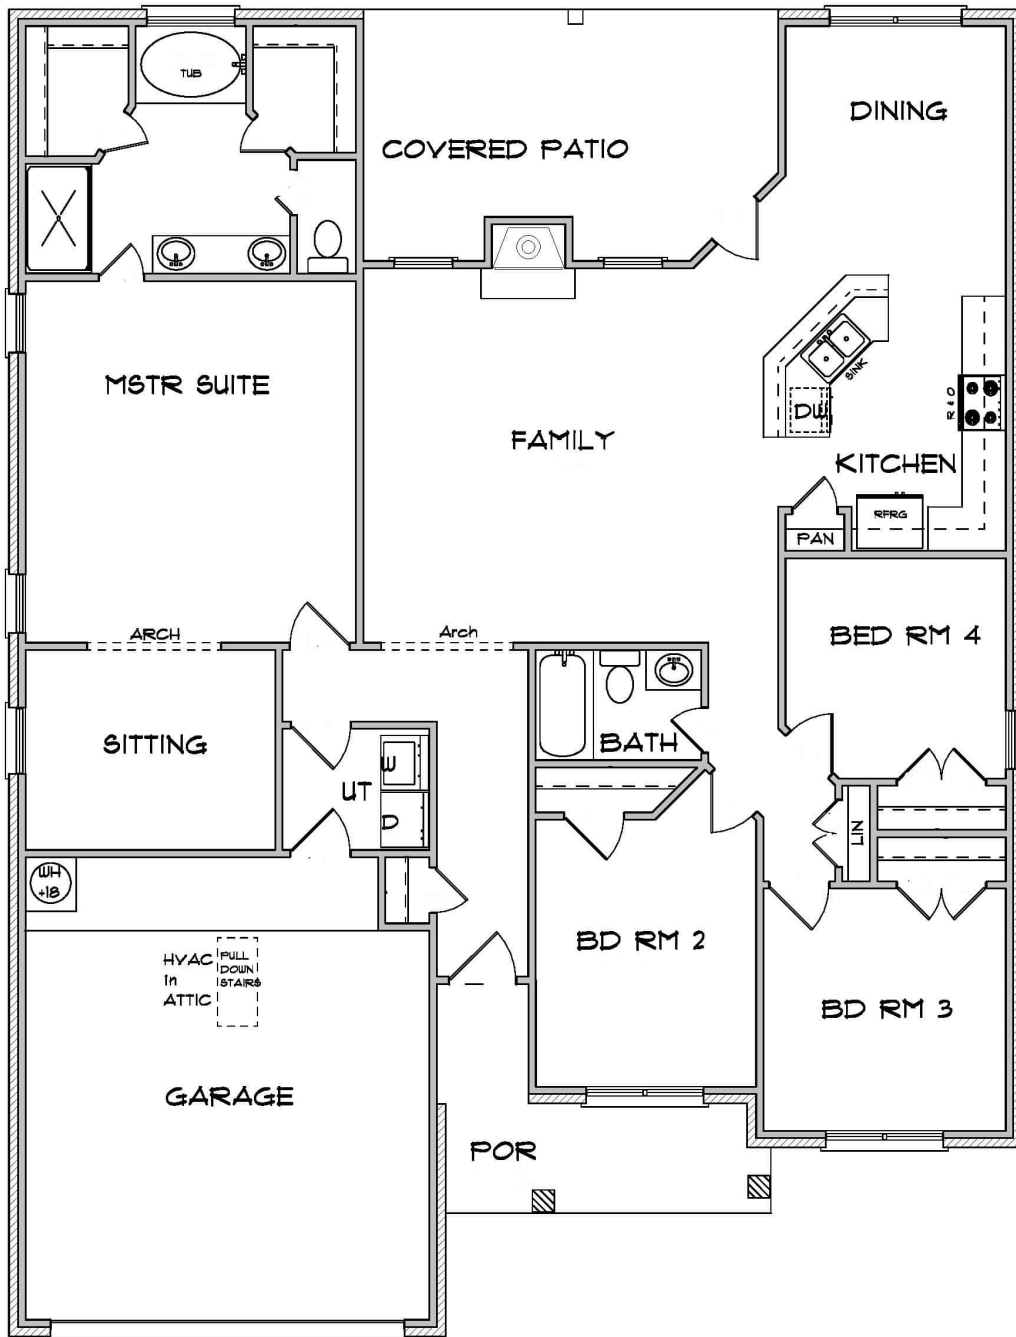 TUB
DINING
COVERED PATIO
MSTR SUITE
SINK
R & O
DW
FAMILY
KITCHEN
RFRG
PAN
ARCH
Arch
BED RM 4
SITTING
BATH
W
UT
D
LIN
WH
+18
BD RM 2
HVAC
in
ATTIC
PULL
DOWN
STAIRS
BD RM 3
GARAGE
POR